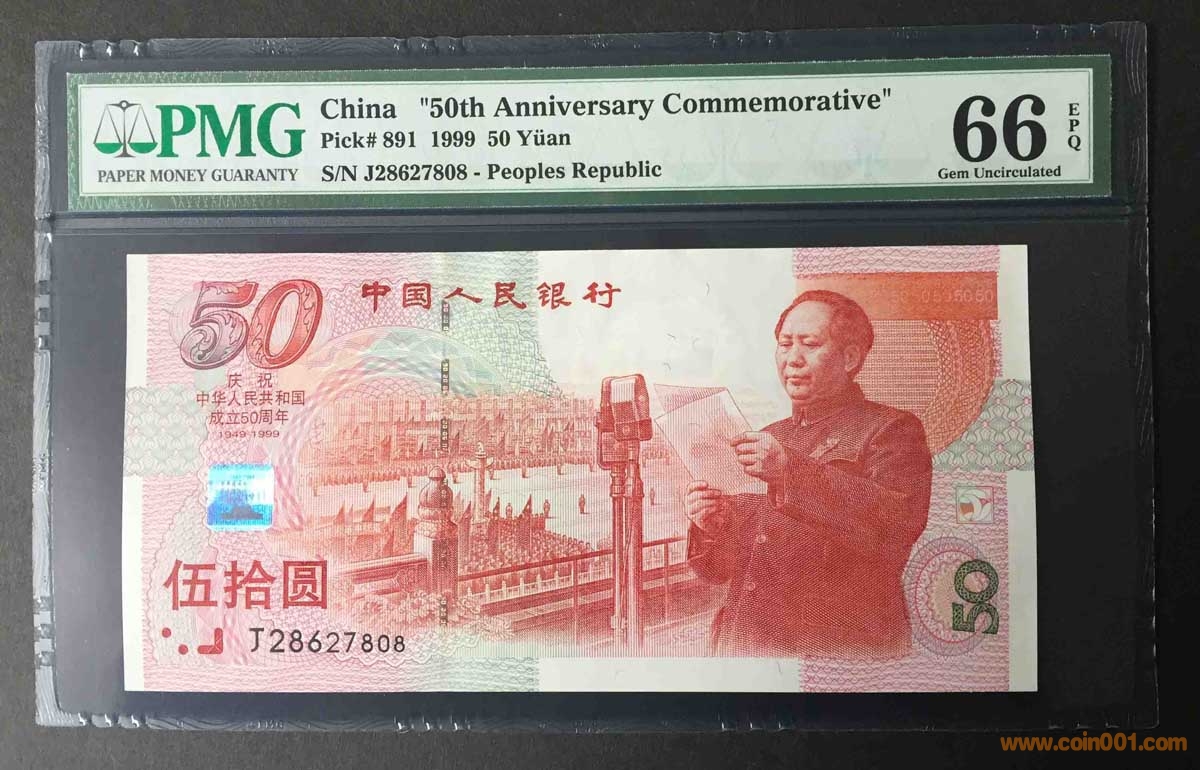 China "50th Anniversary Commemorative"
Pick# 891 1999 50 Yüan
S/N J28627808 - Peoples Republic
PMG
PAPER MONEY GUARANTY
66
EPQ
Gem Uncirculated
50
中国人民银行
庆祝
中华人民共和国
成立50周年
1949-1999
伍拾圆
J28627808
50
www.coin001.com